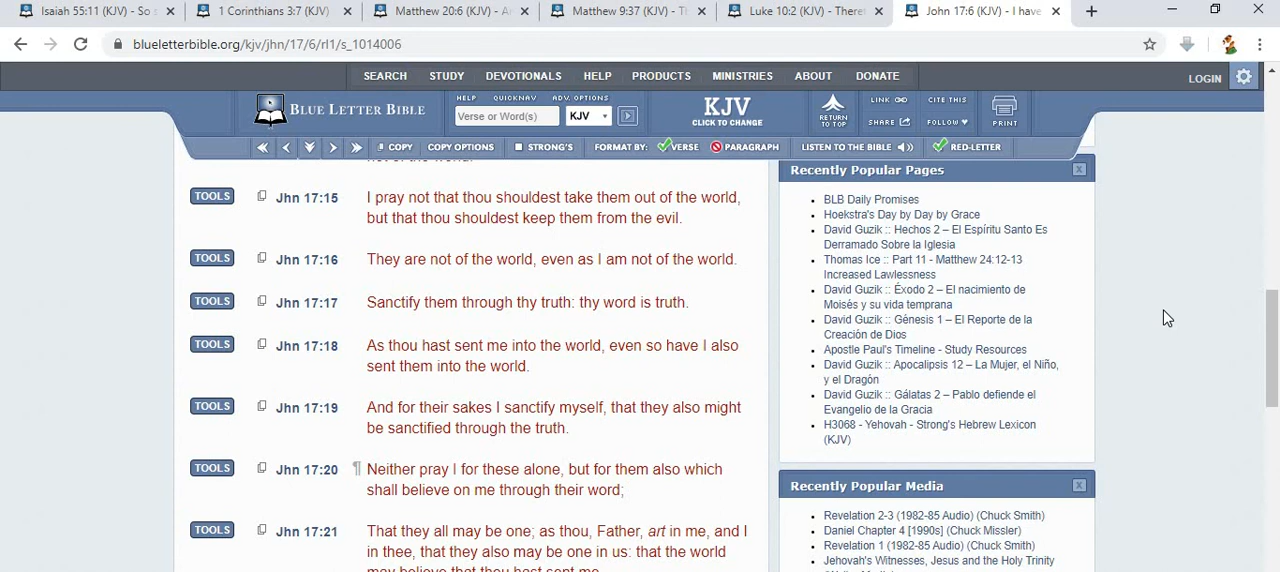 Isaiah 55:11 (KJV) - So s
1 Corinthians 3:7 (KJV) -
Matthew 20:6 (KJV) - A
Matthew 9:37 (KJV) - T
Luke 10:2 (KJV) - There
John 17:6 (KJV) - I have
blueletterbible.org/kjv/jhn/17/6/rl1/s_1014006
SEARCH STUDY DEVOTIONALS HELP PRODUCTS MINISTRIES ABOUT DONATE
LOGIN
BLUE LETTER BIBLE
HELP QUICKNAV ADV. OPTIONS
Verse or Word(s) KJV
KJV
CLICK TO CHANGE
RETURN
TO TOP
LINK CITE THIS
SHARE FOLLOW
PRINT
COPY COPY OPTIONS STRONG'S FORMAT BY: VERSE PARAGRAPH LISTEN TO THE BIBLE RED-LETTER
not of the world.
TOOLS Jhn 17:15 I pray not that thou shouldest take them out of the world,
but that thou shouldest keep them from the evil.
TOOLS Jhn 17:16 They are not of the world, even as I am not of the world.
TOOLS Jhn 17:17 Sanctify them through thy truth: thy word is truth.
TOOLS Jhn 17:18 As thou hast sent me into the world, even so have I also
sent them into the world.
TOOLS Jhn 17:19 And for their sakes I sanctify myself, that they also might
be sanctified through the truth.
TOOLS Jhn 17:20 ¶ Neither pray I for these alone, but for them also which
shall believe on me through their word;
TOOLS Jhn 17:21 That they all may be one; as thou, Father, art in me, and I
in thee, that they also may be one in us: that the world
may believe that thou hast sent me.
Recently Popular Pages
BLB Daily Promises
Hoekstra's Day by Day by Grace
David Guzik :: Hechos 2 – El Espíritu Santo Es
Derramado Sobre la Iglesia
Thomas Ice :: Part 11 - Matthew 24:12-13
Increased Lawlessness
David Guzik :: Éxodo 2 – El nacimiento de
Moisés y su vida temprana
David Guzik :: Génesis 1 – El Reporte de la
Creación de Dios
Apostle Paul's Timeline - Study Resources
David Guzik :: Apocalipsis 12 – La Mujer, el Niño,
y el Dragón
David Guzik :: Gálatas 2 – Pablo defiende el
Evangelio de la Gracia
H3068 - Yehovah - Strong's Hebrew Lexicon
(KJV)
Recently Popular Media
Revelation 2-3 (1982-85 Audio) (Chuck Smith)
Daniel Chapter 4 [1990s] (Chuck Missler)
Revelation 1 (1982-85 Audio) (Chuck Smith)
Jehovah's Witnesses, Jesus and the Holy Trinity